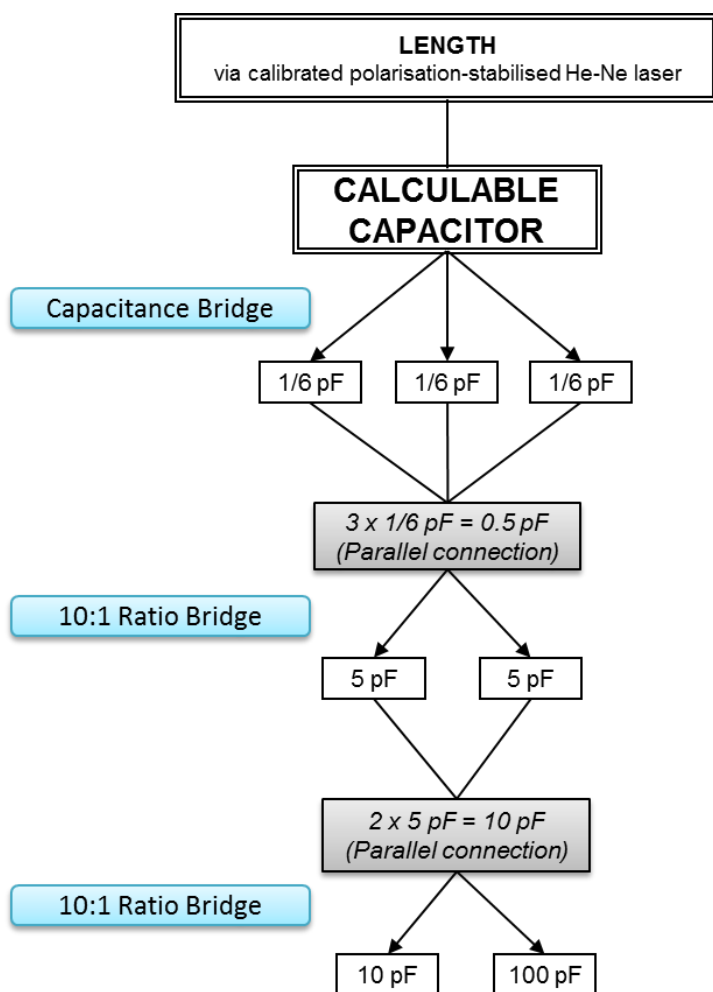 LENGTH
via calibrated polarisation-stabilised He-Ne laser
CALCULABLE
CAPACITOR
Capacitance Bridge
1/6 pF
1/6 pF
1/6 pF
3 x 1/6 pF = 0.5 pF
(Parallel connection)
10:1 Ratio Bridge
5 pF
5 pF
2 x 5 pF = 10 pF
(Parallel connection)
10:1 Ratio Bridge
10 pF
100 pF